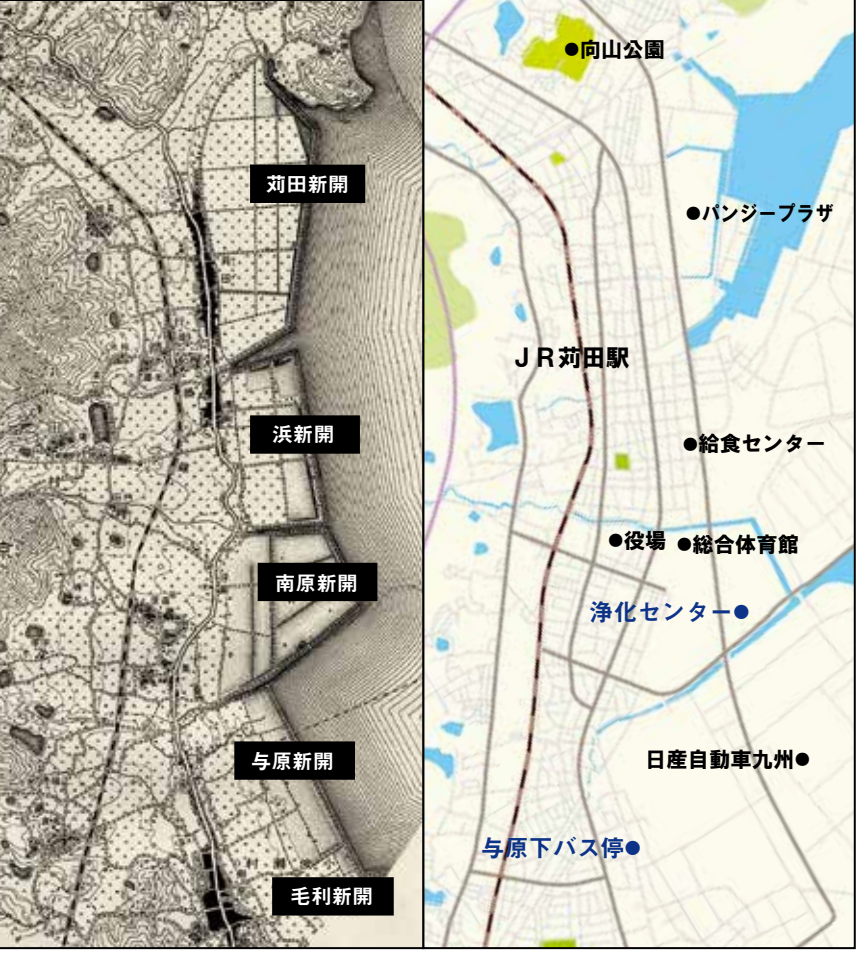 苅田新開
浜新開
南原新開
与原新開
毛利新開
●向山公園
●パンジープラザ
ＪＲ苅田駅
●給食センター
●役場
●総合体育館
浄化センター●
日産自動車九州●
与原下バス停●